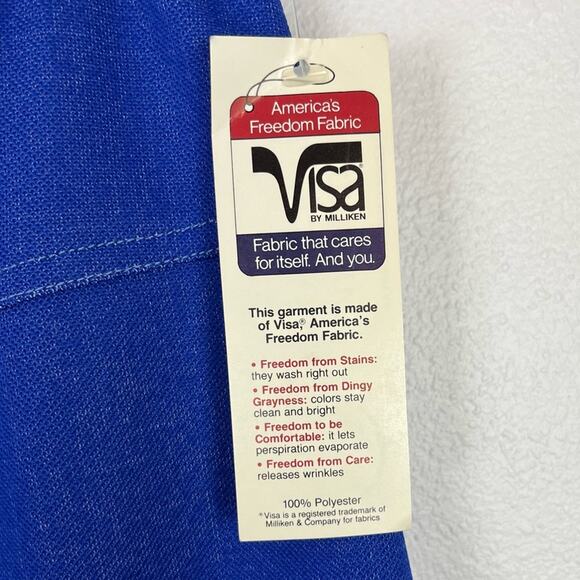 America's
Freedom Fabric
Visa®
BY MILLIKEN
Fabric that cares
for itself. And you.
This garment is made
of Visa,® America's
Freedom Fabric.
• Freedom from Stains:
they wash right out
• Freedom from Dingy
Grayness: colors stay
clean and bright
• Freedom to be
Comfortable: it lets
perspiration evaporate
• Freedom from Care:
releases wrinkles
100% Polyester
®Visa is a registered trademark of
Milliken & Company for fabrics